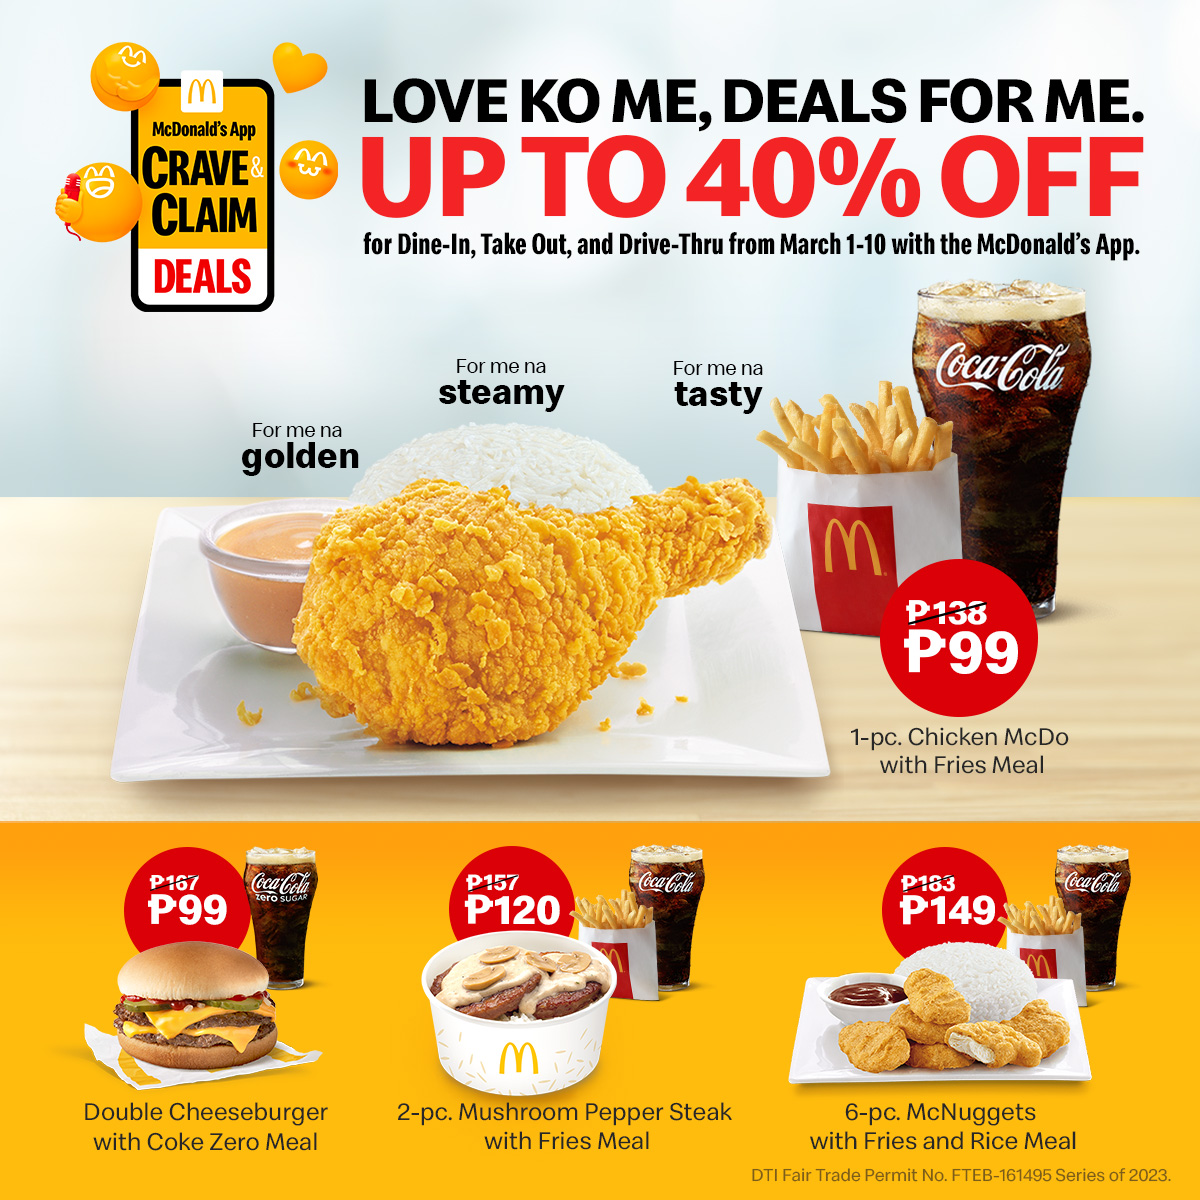 McDonald's App
CRAVE &
CLAIM
DEALS
LOVE KO ME, DEALS FOR ME.
UP TO 40% OFF
for Dine-In, Take Out, and Drive-Thru from March 1-10 with the McDonald's App.
For me na
golden
For me na
steamy
For me na
tasty
Coca-Cola
₱138
₱99
1-pc. Chicken McDo
with Fries Meal
₱167
₱99
Coca-Cola
zero SUGAR
Double Cheeseburger
with Coke Zero Meal
₱157
₱120
Coca-Cola
2-pc. Mushroom Pepper Steak
with Fries Meal
₱183
₱149
Coca-Cola
6-pc. McNuggets
with Fries and Rice Meal
DTI Fair Trade Permit No. FTEB-161495 Series of 2023.